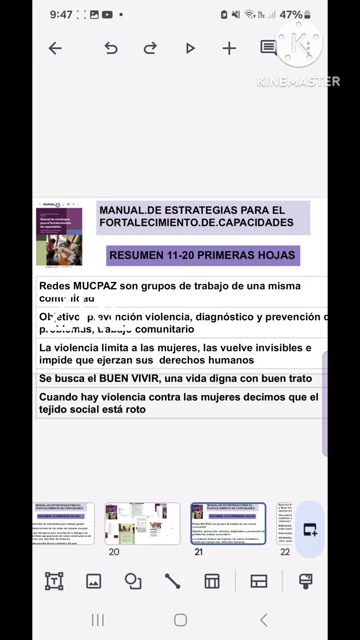 9:47
47%
KINEMASTER
MANUAL.DE ESTRATEGIAS PARA EL
FORTALECIMIENTO.DE.CAPACIDADES
RESUMEN 11-20 PRIMERAS HOJAS
Redes MUCPAZ son grupos de trabajo de una misma
comunidad
Objetivo prevención violencia, diagnóstico y prevención
problemas, trabajo comunitario
La violencia limita a las mujeres, las vuelve invisibles e
impide que ejerzan sus derechos humanos
Se busca el BUEN VIVIR, una vida digna con buen trato
Cuando hay violencia contra las mujeres decimos que el
tejido social está roto
20
21
22